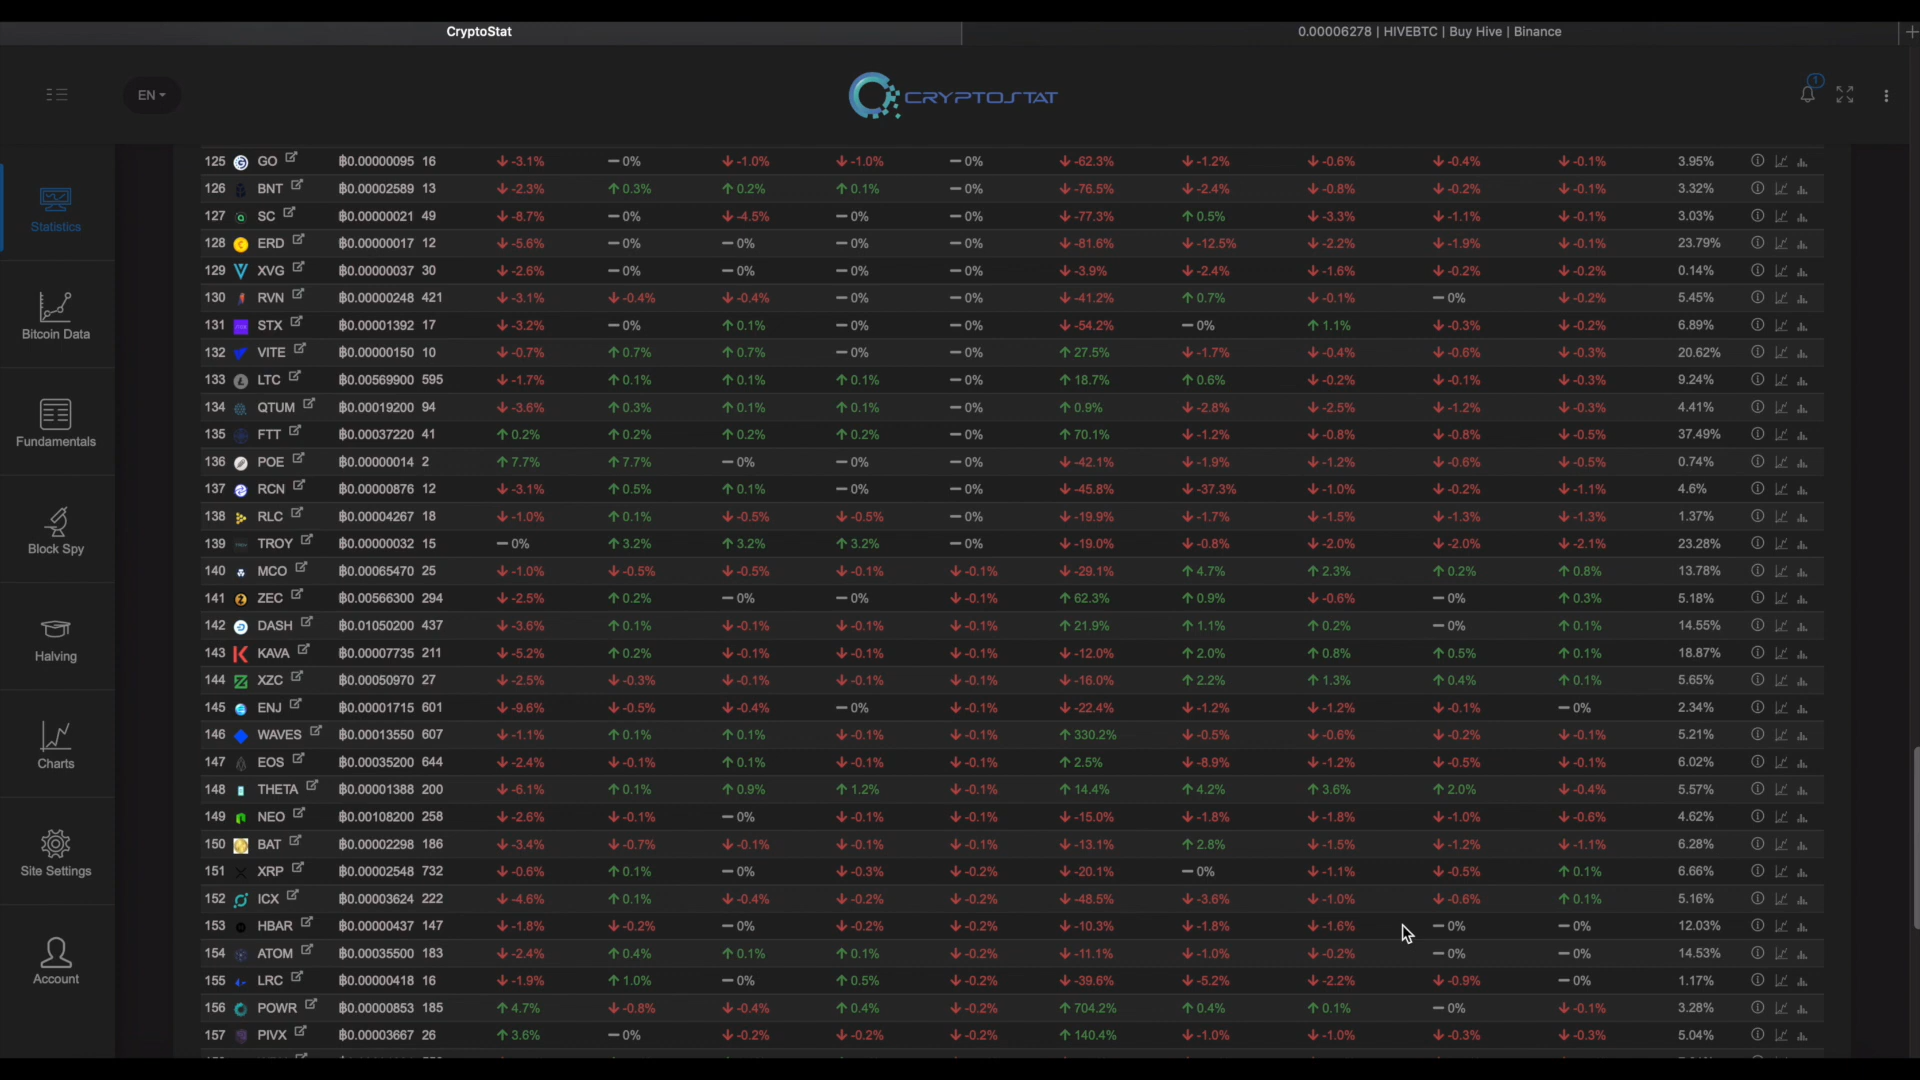 CryptoStat
0.00006278 | HIVEBTC | Buy Hive | Binance
EN
CRYPTOSTAT
1
Statistics
Bitcoin Data
Fundamentals
Block Spy
Halving
Charts
Site Settings
Account
125 GO ฿0.00000095 16 -3.1% 0% -1.0% -1.0% 0% -62.3% -1.2% -0.6% -0.4% -0.1% 3.95%
126 BNT ฿0.00002589 13 -2.3% 0.3% 0.2% 0.1% 0% -76.5% -2.4% -0.8% -0.2% -0.1% 3.32%
127 SC ฿0.00000021 49 -8.7% 0% -4.5% 0% 0% -77.3% 0.5% -3.3% -1.1% -0.1% 3.03%
128 ERD ฿0.00000017 12 -5.6% 0% 0% 0% 0% -81.6% -12.5% -2.2% -1.9% -0.1% 23.79%
129 XVG ฿0.00000037 30 -2.6% 0% 0% 0% 0% -3.9% -2.4% -1.6% -0.2% -0.2% 0.14%
130 RVN ฿0.00000248 421 -3.1% -0.4% -0.4% 0% 0% -41.2% 0.7% -0.1% 0% -0.2% 5.45%
131 STX ฿0.00001392 17 -3.2% 0% 0.1% 0% 0% -54.2% 0% 1.1% -0.3% -0.2% 6.89%
132 VITE ฿0.00000150 10 -0.7% 0.7% 0.7% 0% 0% 27.5% -1.7% -0.4% -0.6% -0.3% 20.62%
133 LTC ฿0.00569900 595 -1.7% 0.1% 0.1% 0.1% 0% 18.7% 0.6% -0.2% -0.1% -0.3% 9.24%
134 QTUM ฿0.00019200 94 -3.6% 0.3% 0.1% 0.1% 0% 0.9% -2.8% -2.5% -1.2% -0.3% 4.41%
135 FTT ฿0.00037220 41 0.2% 0.2% 0.2% 0.2% 0% 70.1% -1.2% -0.8% -0.8% -0.5% 37.49%
136 POE ฿0.00000014 2 7.7% 7.7% 0% 0% 0% -42.1% -1.9% -1.2% -0.6% -0.5% 0.74%
137 RCN ฿0.00000876 12 -3.1% 0.5% 0.1% 0% 0% -45.8% -37.3% -1.0% -0.2% -1.1% 4.6%
138 RLC ฿0.00004267 18 -1.0% 0.1% -0.5% -0.5% 0% -19.9% -1.7% -1.5% -1.3% -1.3% 1.37%
139 TROY ฿0.00000032 15 0% 3.2% 3.2% 3.2% 0% -19.0% -0.8% -2.0% -2.0% -2.1% 23.28%
140 MCO ฿0.00065470 25 -1.0% -0.5% -0.5% -0.1% -0.1% -29.1% 4.7% 2.3% 0.2% 0.8% 13.78%
141 ZEC ฿0.00566300 294 -2.5% 0.2% 0% 0% -0.1% 62.3% 0.9% -0.6% 0% 0.3% 5.18%
142 DASH ฿0.01050200 437 -3.6% 0.1% -0.1% -0.1% -0.1% 21.9% 1.1% 0.2% 0% 0.1% 14.55%
143 KAVA ฿0.00007735 211 -5.2% 0.2% -0.1% -0.1% -0.1% -12.0% 2.0% 0.8% 0.5% 0.1% 18.87%
144 XZC ฿0.00050970 27 -2.5% -0.3% -0.1% -0.1% -0.1% -16.0% 2.2% 1.3% 0.4% 0.1% 5.65%
145 ENJ ฿0.00001715 601 -9.6% -0.5% -0.4% 0% -0.1% -22.4% -1.2% -1.2% -0.1% 0% 2.34%
146 WAVES ฿0.00013550 607 -1.1% 0.1% 0.1% -0.1% -0.1% 330.2% -0.5% -0.6% -0.2% -0.1% 5.21%
147 EOS ฿0.00035200 644 -2.4% -0.1% 0.1% -0.1% -0.1% 2.5% -8.9% -1.2% -0.5% -0.1% 6.02%
148 THETA ฿0.00001388 200 -6.1% 0.1% 0.9% 1.2% -0.1% 14.4% 4.2% 3.6% 2.0% -0.4% 5.57%
149 NEO ฿0.00108200 258 -2.6% -0.1% 0% -0.1% -0.1% -15.0% -1.8% -1.8% -1.0% -0.6% 4.62%
150 BAT ฿0.00002298 186 -3.4% -0.7% -0.1% -0.1% -0.1% -13.1% 2.8% -1.5% -1.2% -1.1% 6.28%
151 XRP ฿0.00002548 732 -0.6% 0.1% 0% -0.3% -0.2% -20.1% 0% -1.1% -0.5% 0.1% 6.66%
152 ICX ฿0.00003624 222 -4.6% 0.1% -0.4% -0.2% -0.2% -48.5% -3.6% -1.0% -0.6% 0.1% 5.16%
153 HBAR ฿0.00000437 147 -1.8% -0.2% 0% -0.2% -0.2% -10.3% -1.8% -1.6% 0% 0% 12.03%
154 ATOM ฿0.00035500 183 -2.4% 0.4% 0.1% 0.1% -0.2% -11.1% -1.0% -0.2% 0% 0% 14.53%
155 LRC ฿0.00000418 16 -1.9% 1.0% 0% 0.5% -0.2% -39.6% -5.2% -2.2% -0.9% 0% 1.17%
156 POWR ฿0.00000853 185 4.7% -0.8% -0.4% 0.4% -0.2% 704.2% 0.4% 0.1% 0% -0.1% 3.28%
157 PIVX ฿0.00003667 26 3.6% 0% -0.2% -0.2% -0.2% 140.4% -1.0% -1.0% -0.3% -0.3% 5.04%